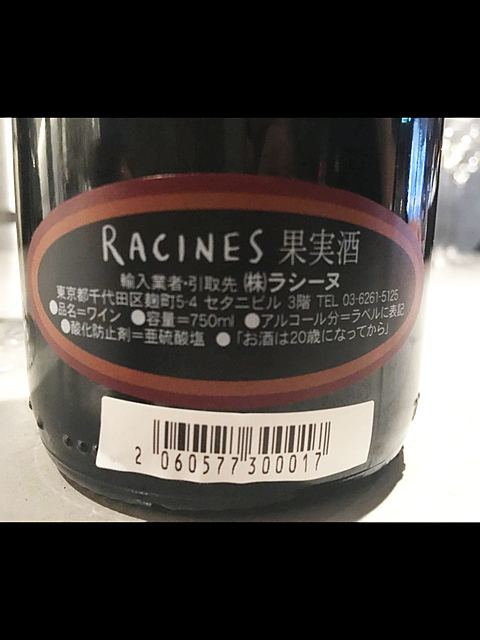 RACINES 果実酒
輸入業者・引取先 ㈱ラシーヌ
東京都千代田区麹町5-4 セタニビル 3階 TEL 03-6261-5125
●品名=ワイン ●容量=750ml ●アルコール分=ラベルに表記
●酸化防止剤=亜硫酸塩 ●「お酒は20歳になってから」
2 060577 300017